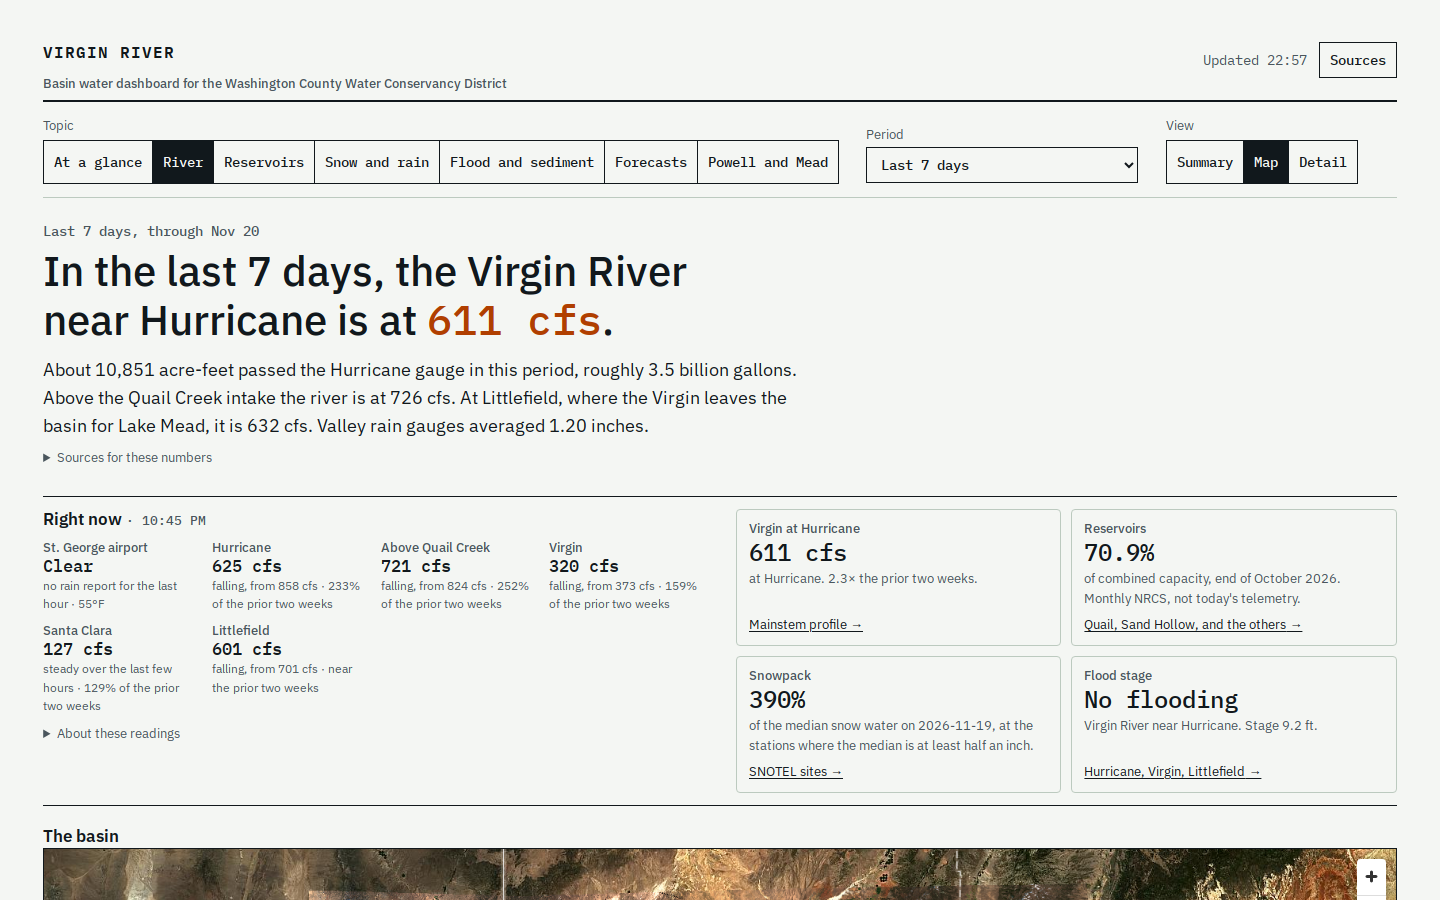 VIRGIN RIVER
Basin water dashboard for the Washington County Water Conservancy District
Updated 22:57
Sources
Topic
At a glance
River
Reservoirs
Snow and rain
Flood and sediment
Forecasts
Powell and Mead
Period
Last 7 days
View
Summary
Map
Detail
Last 7 days, through Nov 20
In the last 7 days, the Virgin River
near Hurricane is at 611 cfs.
About 10,851 acre-feet passed the Hurricane gauge in this period, roughly 3.5 billion gallons.
Above the Quail Creek intake the river is at 726 cfs. At Littlefield, where the Virgin leaves the
basin for Lake Mead, it is 632 cfs. Valley rain gauges averaged 1.20 inches.
▶ Sources for these numbers
Right now · 10:45 PM
St. George airport
Clear
no rain report for the last
hour · 55°F
Hurricane
625 cfs
falling, from 858 cfs · 233%
of the prior two weeks
Above Quail Creek
721 cfs
falling, from 824 cfs · 252%
of the prior two weeks
Virgin
320 cfs
falling, from 373 cfs · 159%
of the prior two weeks
Santa Clara
127 cfs
steady over the last few
hours · 129% of the prior
two weeks
Littlefield
601 cfs
falling, from 701 cfs · near
the prior two weeks
▶ About these readings
Virgin at Hurricane
611 cfs
at Hurricane. 2.3× the prior two weeks.
Mainstem profile →
Reservoirs
70.9%
of combined capacity, end of October 2026.
Monthly NRCS, not today's telemetry.
Quail, Sand Hollow, and the others →
Snowpack
390%
of the median snow water on 2026-11-19, at the
stations where the median is at least half an inch.
SNOTEL sites →
Flood stage
No flooding
Virgin River near Hurricane. Stage 9.2 ft.
Hurricane, Virgin, Littlefield →
The basin
+